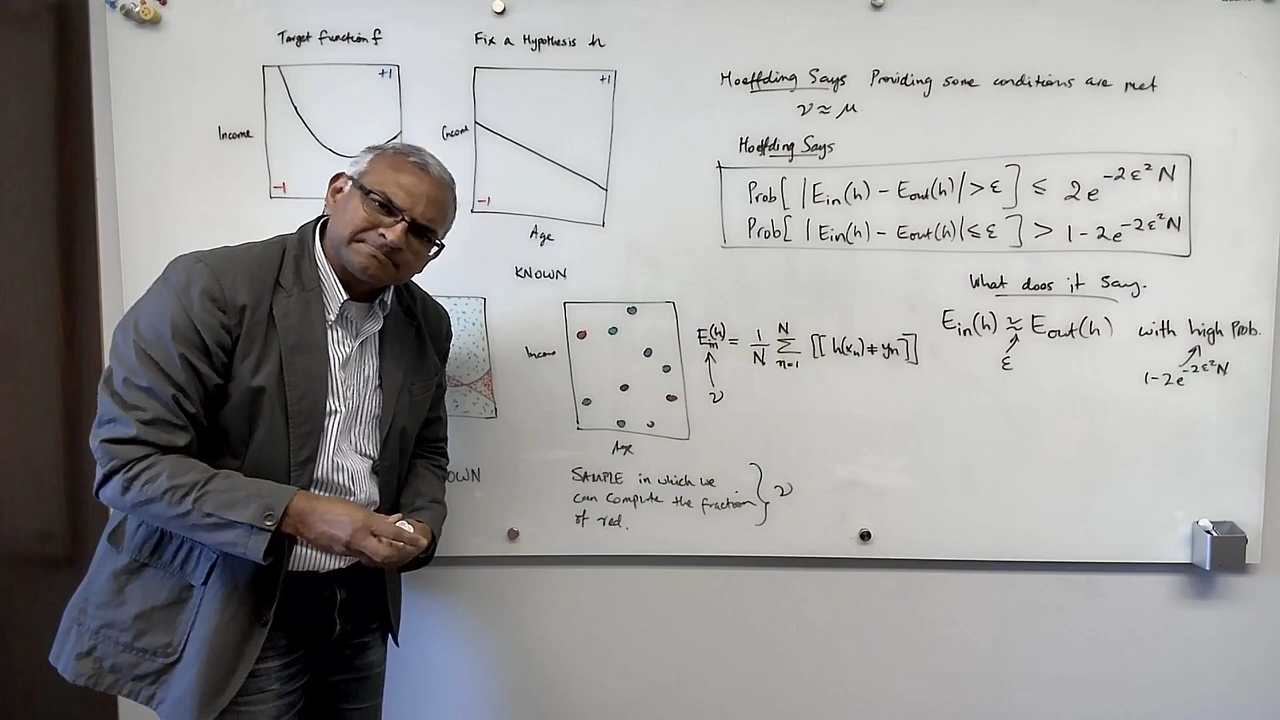 Target function f
+1
Income
-1
Fix a Hypothesis h
+1
Income
-1
Age
KNOWN
Hoeffding Says Providing some conditions are met
ν ≈ μ
Hoeffding Says
Prob[ |Ein(h) - Eout(h)| > ε ] ≤ 2e^{-2ε²N}
Prob[ |Ein(h) - Eout(h)| ≤ ε ] > 1 - 2e^{-2ε²N}
What does it say.
Ein(h) ≈ Eout(h) with high Prob.
ε
1-2e^{-2ε²N}
Income
Age
Ein(h) = 1/N Σ_{n=1}^{N} [[ h(xn) ≠ yn ]]
ν
OWN
SAMPLE in which we
can compute the fraction } ν
of red.